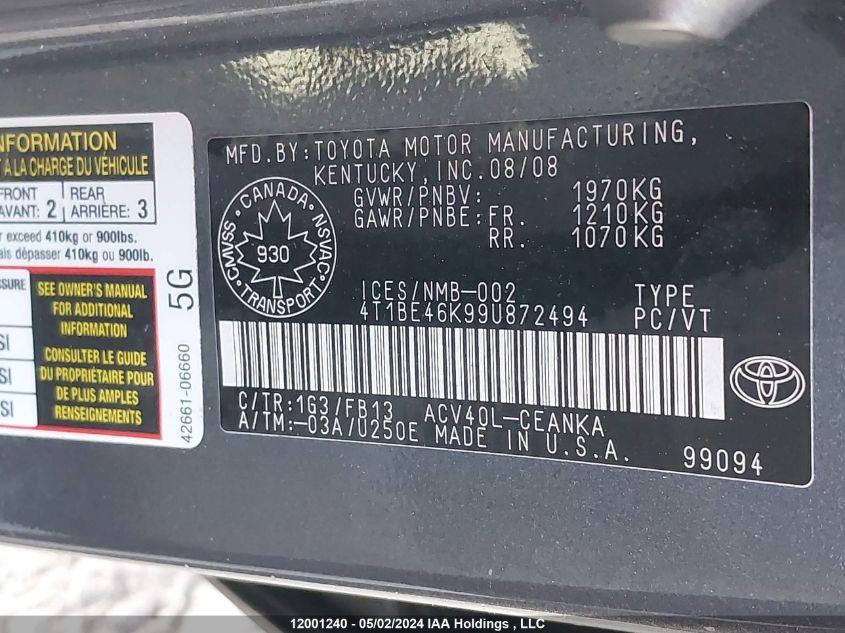 INFORMATION
À LA CHARGE DU VÉHICULE
FRONT
AVANT: 2
REAR
ARRIÈRE: 3
exceed 410kg or 900lbs.
dépasser 410kg ou 900lb.
SEE OWNER'S MANUAL
FOR ADDITIONAL
INFORMATION
CONSULTER LE GUIDE
DU PROPRIÉTAIRE POUR
DE PLUS AMPLES
RENSEIGNEMENTS
5G
42661-06660
MFD.BY:TOYOTA MOTOR MANUFACTURING,
KENTUCKY, INC.08/08
GVWR/PNBV: 1970KG
GAWR/PNBE: FR. 1210KG
RR. 1070KG
CANADA
CMVSS NSVAC
930
TRANSPORT
ICES/NMB-002 TYPE
4T1BE46K99U872494 PC/VT
C/TR:1G3/FB13 ACV40L-CEANKA
A/TM:-03A/U250E MADE IN U.S.A.
99094
12001240 - 05/02/2024 IAA Holdings , LLC